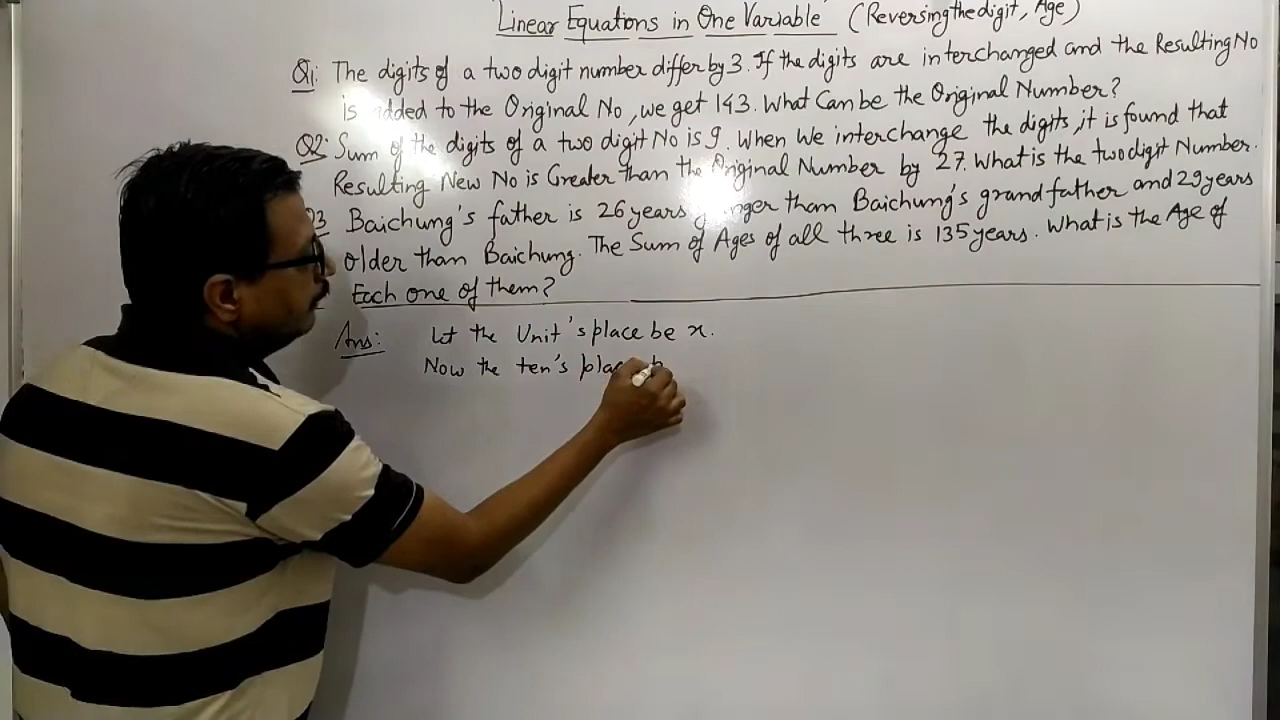 'Linear Equations in One Variable' (Reversing the digit, Age)
Q1: The digits of a two digit number differ by 3. If the digits are interchanged and the Resulting No
is added to the Original No, we get 143. What Can be the Original Number?
Q2: Sum of the digits of a two digit No is 9. When We interchange the digits, it is found that
Resulting New No is Greater than the Original Number by 27. What is the two digit Number.
Q3 Baichung's father is 26 years than Baichung's grand father and 29 years
older than Baichung. The Sum of Ages of all three is 135 years. What is the Age of
Each one of them?
Ans: Let the Unit's place be x.
Now the ten's plac b